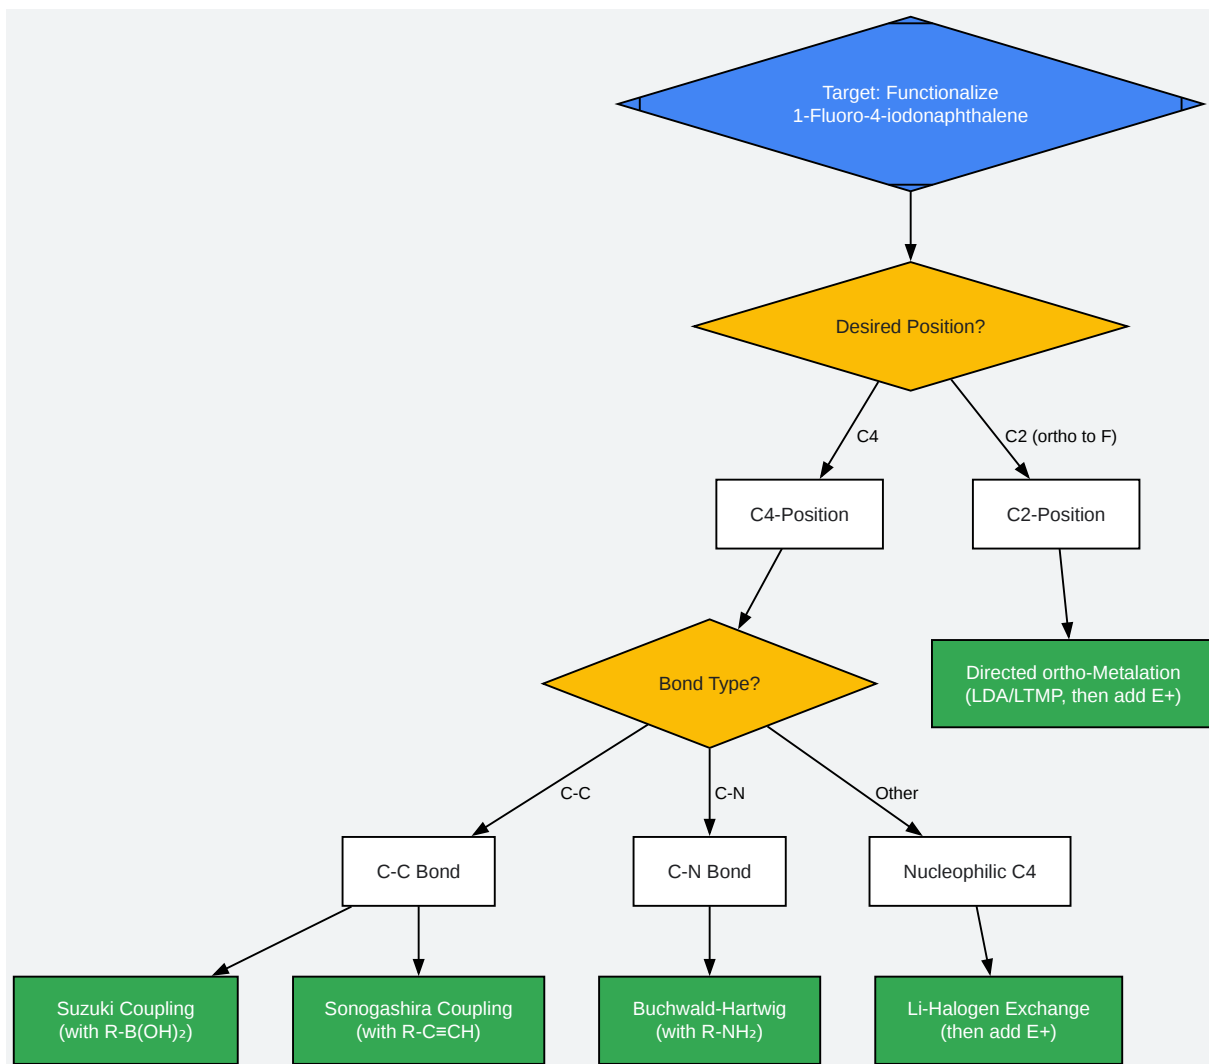 Target: Functionalize
1-Fluoro-4-iodonaphthalene
Desired Position?
C4
C2 (ortho to F)
C4-Position
C2-Position
Bond Type?
Directed ortho-Metalation
(LDA/LTMP, then add E+)
C-C
C-N
Other
C-C Bond
C-N Bond
Nucleophilic C4
Suzuki Coupling
(with R-B(OH)₂)
Sonogashira Coupling
(with R-C≡CH)
Buchwald-Hartwig
(with R-NH₂)
Li-Halogen Exchange
(then add E+)